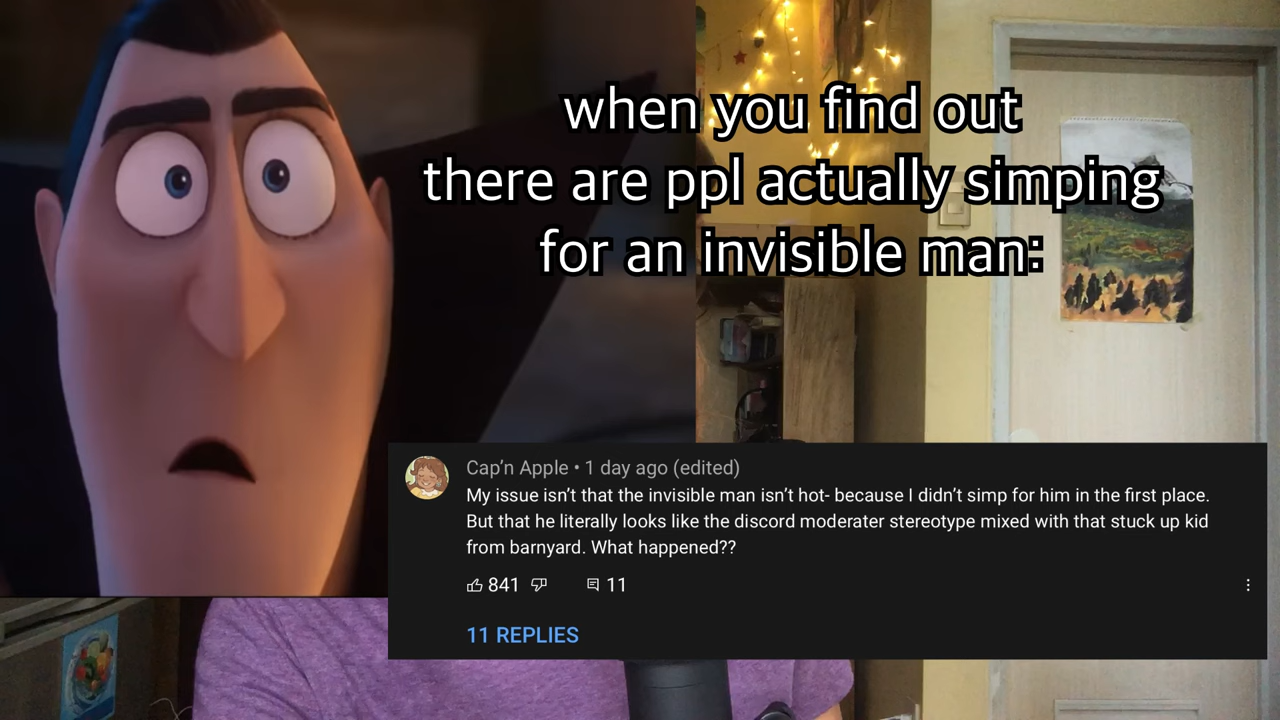 when you find out
there are ppl actually simping
for an invisible man:
Cap'n Apple • 1 day ago (edited)
My issue isn't that the invisible man isn't hot- because I didn't simp for him in the first place.
But that he literally looks like the discord moderater stereotype mixed with that stuck up kid
from barnyard. What happened??
841
11
11 REPLIES